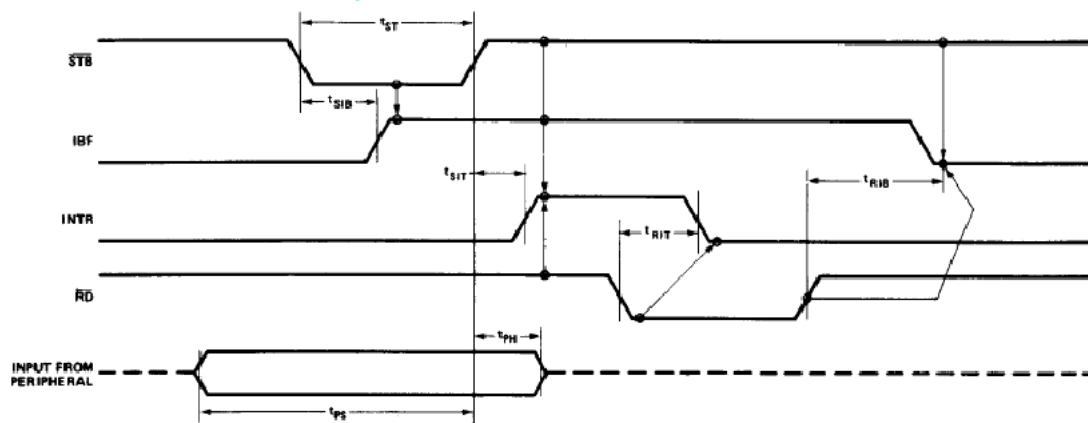 tST
STB
tSIB
IBF
tSIT
tRIB
INTR
tRIT
RD
tPHI
INPUT FROM
PERIPHERAL
tPS